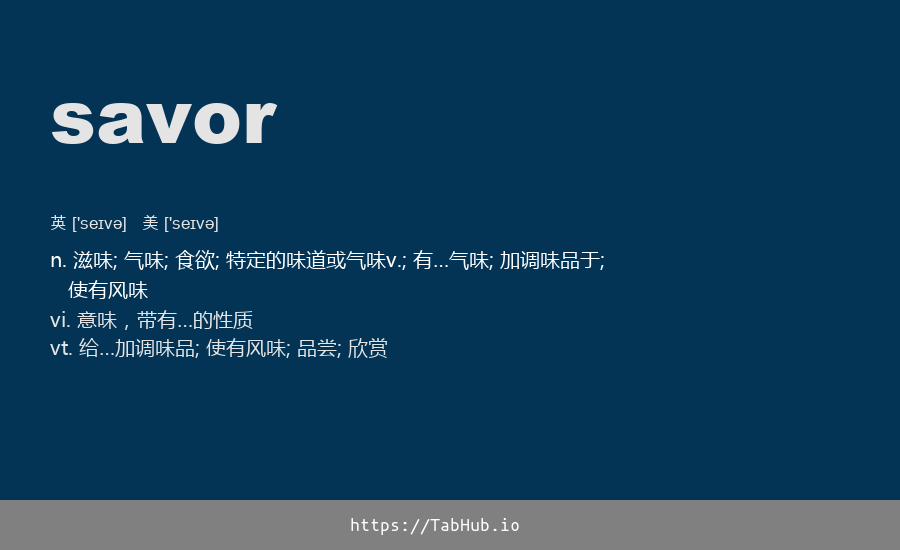 savor
英 ['seɪvə] 美 ['seɪvə]
n. 滋味; 气味; 食欲; 特定的味道或气味v.; 有...气味; 加调味品于;
使有风味
vi. 意味，带有...的性质
vt. 给...加调味品; 使有风味; 品尝; 欣赏
https://TabHub.io